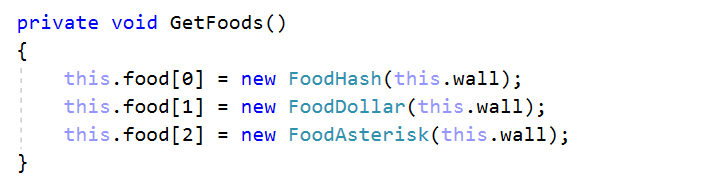 private void GetFoods()
{
    this.food[0] = new FoodHash(this.wall);
    this.food[1] = new FoodDollar(this.wall);
    this.food[2] = new FoodAsterisk(this.wall);
}